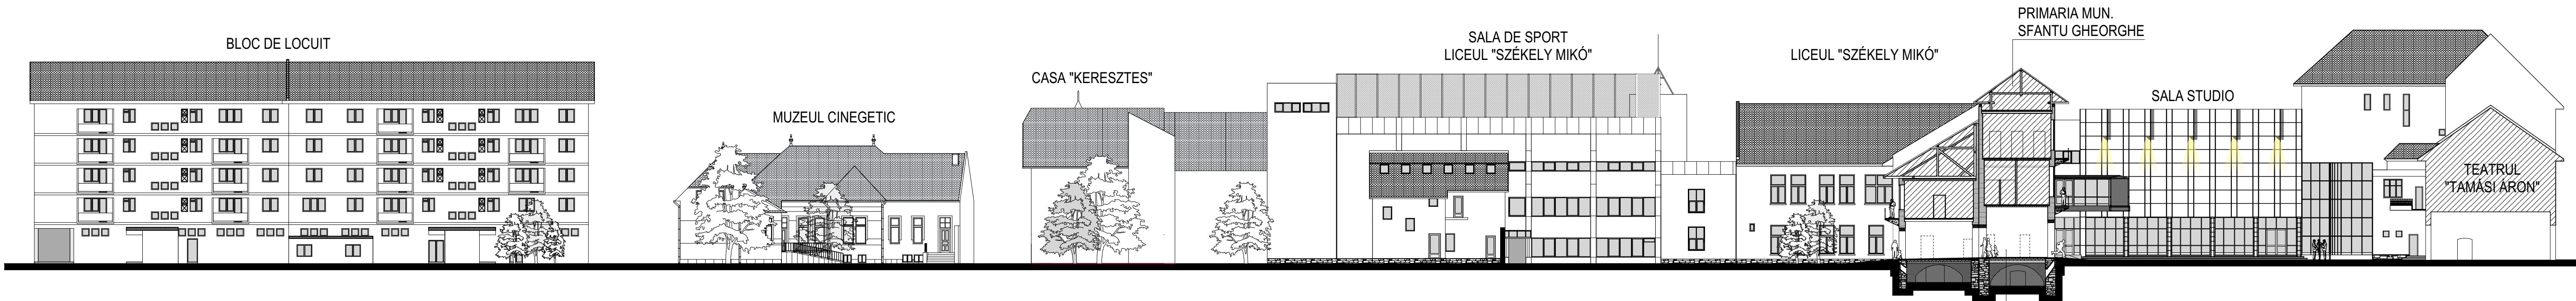 BLOC DE LOCUIT
MUZEUL CINEGETIC
CASA "KERESZTES"
SALA DE SPORT
LICEUL "SZÉKELY MIKÓ"
LICEUL "SZÉKELY MIKÓ"
PRIMARIA MUN.
SFANTU GHEORGHE
SALA STUDIO
TEATRUL
"TAMÁSI ÁRON"